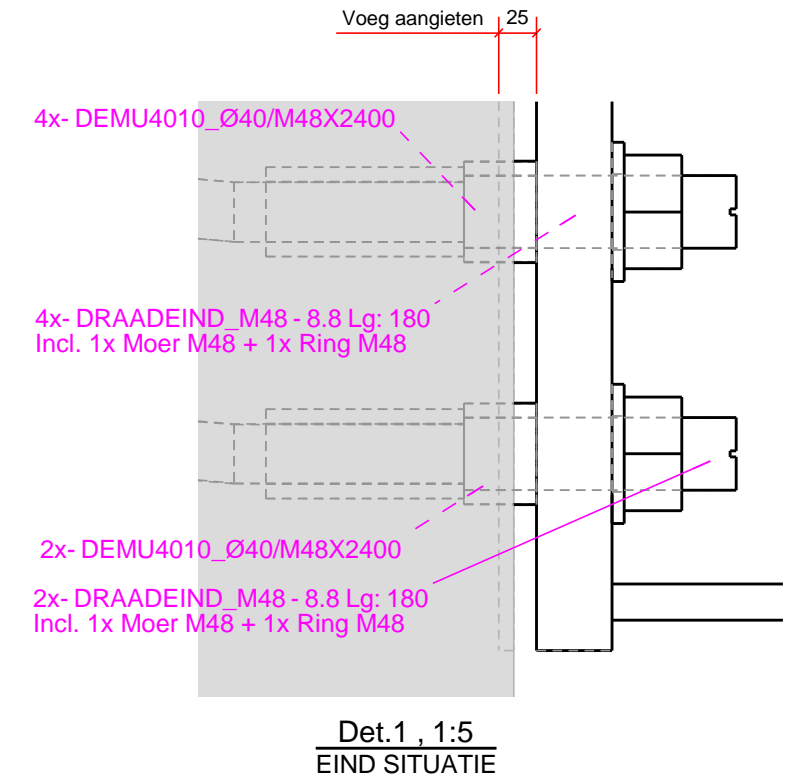 Voeg aangieten 25
4x- DEMU4010_Ø40/M48X2400
4x- DRAADEIND_M48 - 8.8 Lg: 180
Incl. 1x Moer M48 + 1x Ring M48
2x- DEMU4010_Ø40/M48X2400
2x- DRAADEIND_M48 - 8.8 Lg: 180
Incl. 1x Moer M48 + 1x Ring M48
Det.1 , 1:5
EIND SITUATIE